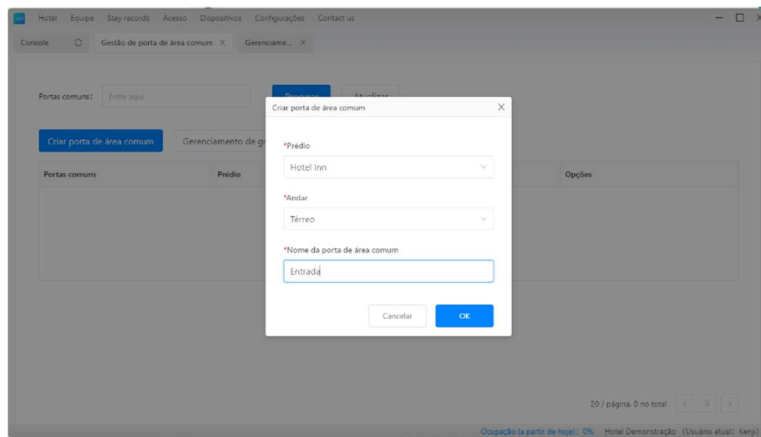 Hotel Equipe Stay records Acesso Dispositivos Configurações Contact us
Console Gestão de porta de área comum Gerenciame...
Portas comuns: Entre aqui Procurar Atualizar
Criar porta de área comum
Criar porta de área comum Gerenciamento de g
*Prédio
Hotel Inn
Portas comuns Prédio Opções
*Andar
Térreo
*Nome da porta de área comum
Entrada
Cancelar OK
20 / página, 0 no total
Ocupação (a partir de hoje): 0% Hotel Demonstração (Usuário atual: Kenji)